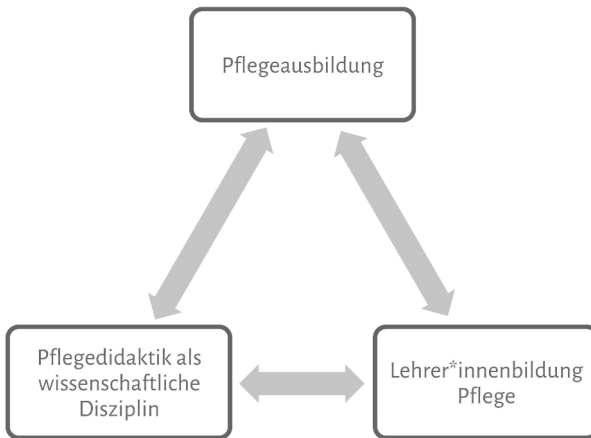 Pflegeausbildung
Pflegedidaktik als
wissenschaftliche
Disziplin
Lehrer*innenbildung
Pflege